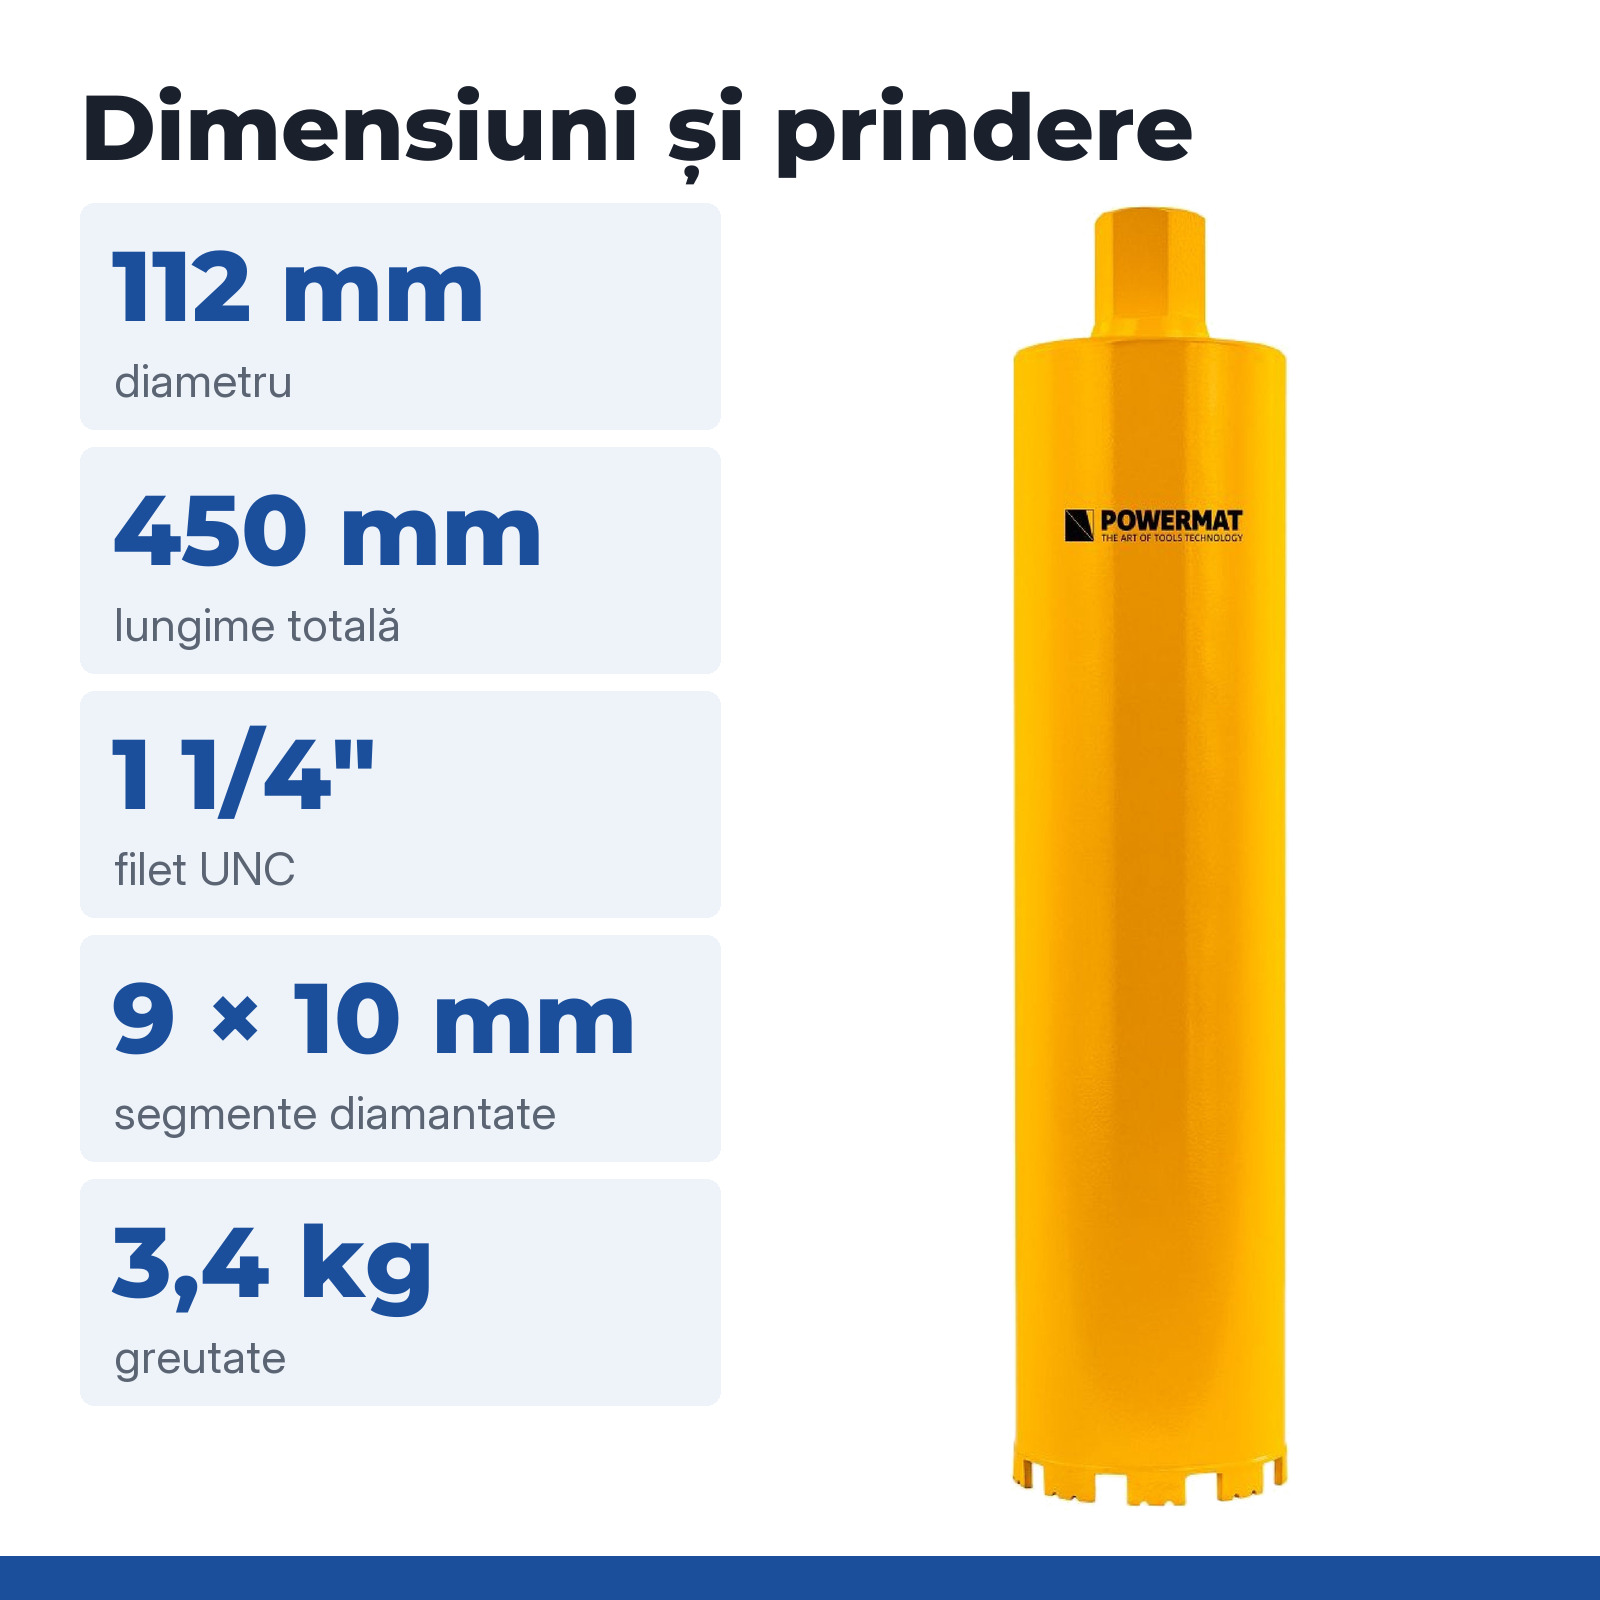 Dimensiuni și prindere
112 mm
diametru
450 mm
lungime totală
1 1/4"
filet UNC
9 × 10 mm
segmente diamantate
3,4 kg
greutate
POWERMAT
THE ART OF TOOLS TECHNOLOGY